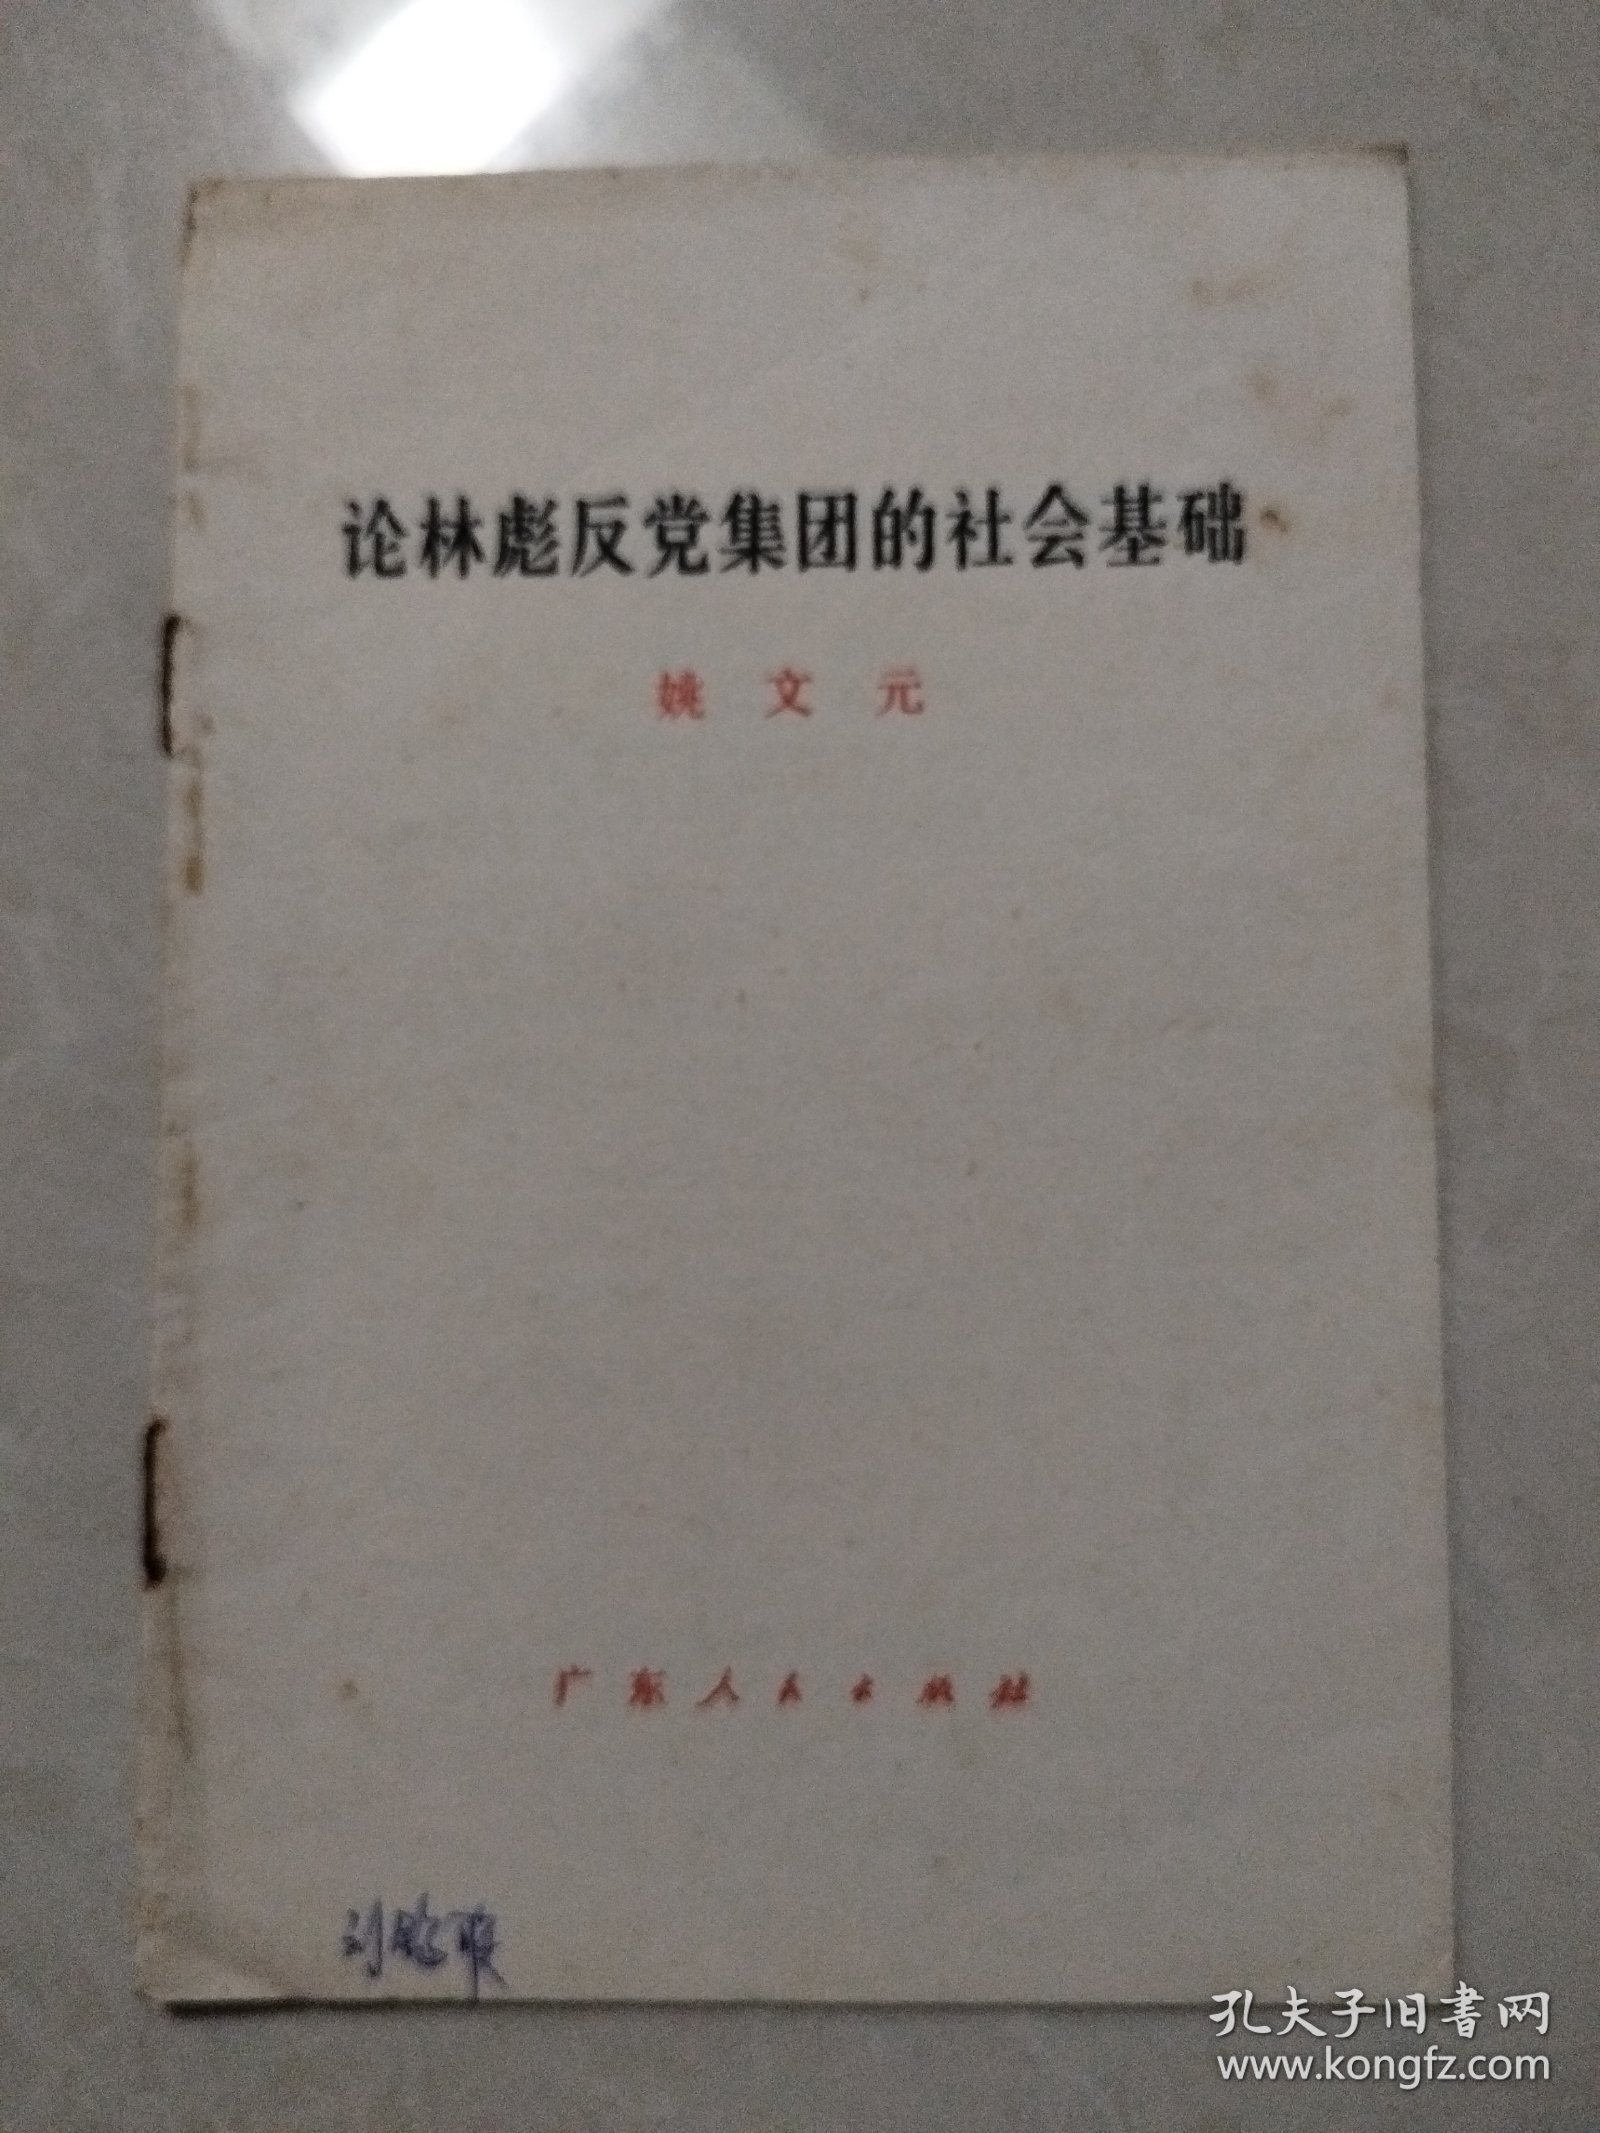 论林彪反党集团的社会基础
姚文元
广东人民出版社
孔夫子旧书网
www.kongfz.com